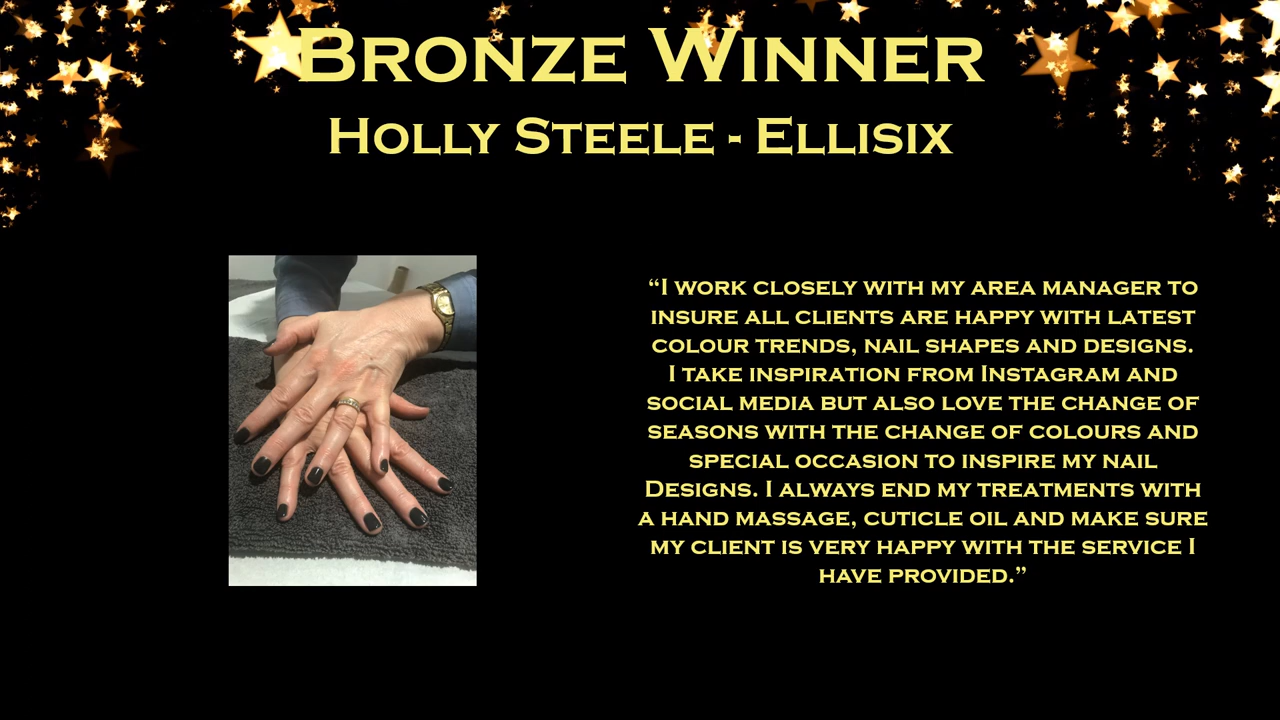 Bronze Winner
Holly Steele - Ellisix
“I work closely with my area manager to
insure all clients are happy with latest
colour trends, nail shapes and designs.
I take inspiration from Instagram and
social media but also love the change of
seasons with the change of colours and
special occasion to inspire my nail
Designs. I always end my treatments with
a hand massage, cuticle oil and make sure
my client is very happy with the service I
have provided.”